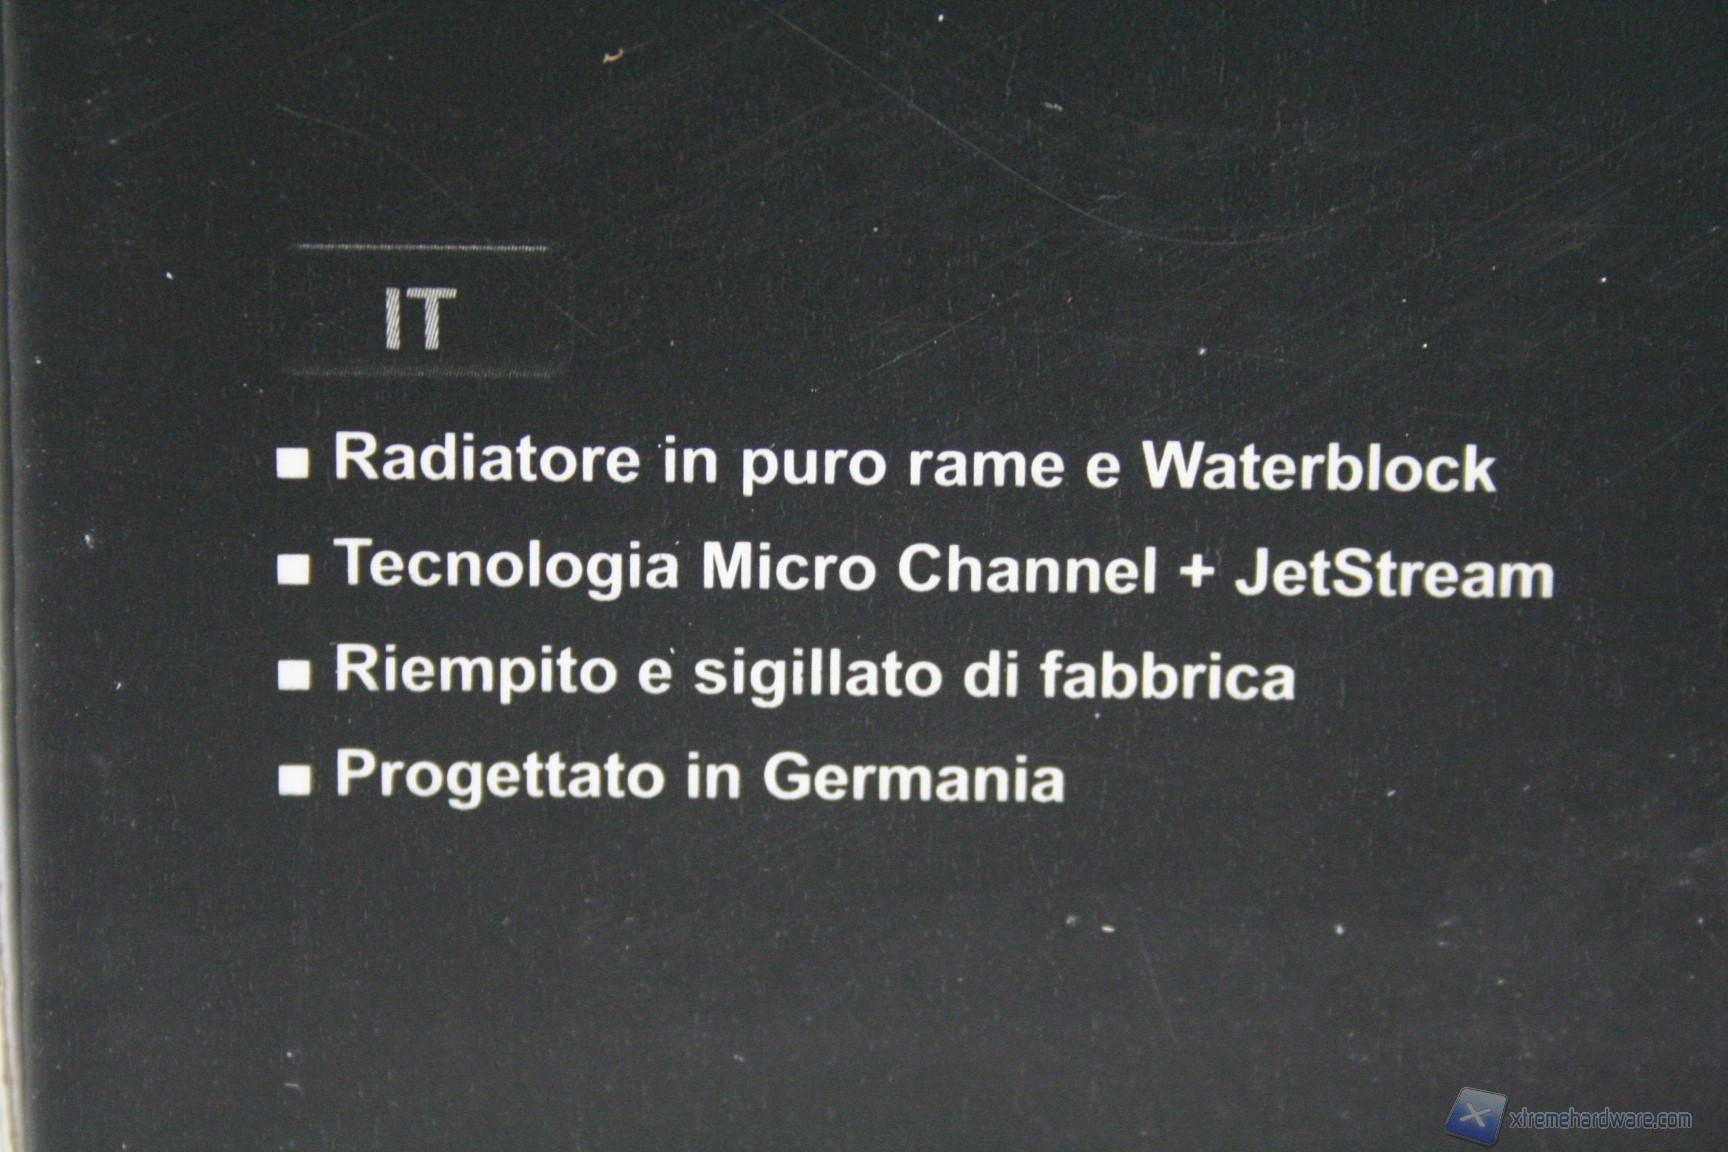 IT
■ Radiatore in puro rame e Waterblock
■ Tecnologia Micro Channel + JetStream
■ Riempito e sigillato di fabbrica
■ Progettato in Germania
xtremehardware.com